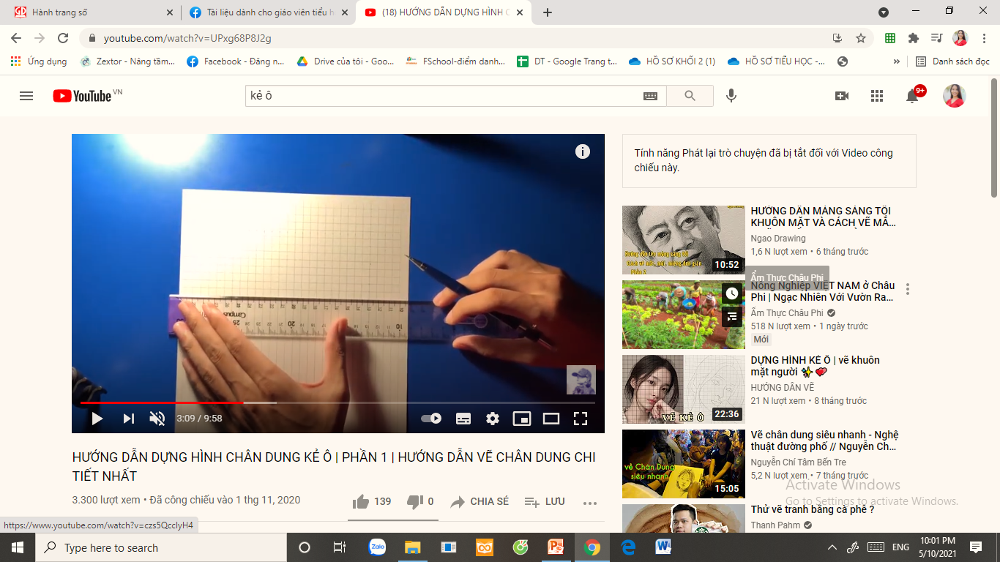 Hành trang số
Tài liệu dành cho giáo viên tiểu h
(18) HƯỚNG DẪN DỰNG HÌNH C
youtube.com/watch?v=UPxg68P8J2g
Ứng dụng
Zextor - Nâng tầm...
Facebook - Đăng n...
Drive của tôi - Goo...
FSchool-điểm danh...
DT - Google Trang t...
HỒ SƠ KHỐI 2 (1)
HỒ SƠ TIỂU HỌC -...
»
Danh sách đọc
YouTube VN
kẻ ô
9+
Campus
3:09 / 9:58
HƯỚNG DẪN DỰNG HÌNH CHÂN DUNG KẺ Ô | PHẦN 1 | HƯỚNG DẪN VẼ CHÂN DUNG CHI
TIẾT NHẤT
3.300 lượt xem • Đã công chiếu vào 1 thg 11, 2020
139
0
CHIA SẺ
LƯU
Tính năng Phát lại trò chuyện đã bị tắt đối với Video công
chiếu này.
10:52
HƯỚNG DẪN MẢNG SÁNG TỐI
KHUÔN MẶT VÀ CÁCH VẼ MẮ...
Ngao Drawing
1,6 N lượt xem • 6 tháng trước
Ẩm Thực Châu Phi
Nông Nghiệp VIỆT NAM ở Châu
Phi | Ngạc Nhiên Với Vườn Ra...
Ẩm Thực Châu Phi
518 N lượt xem • 1 ngày trước
Mới
VẼ KẺ Ô
22:36
DỰNG HÌNH KẺ Ô | vẽ khuôn
mặt người ✨💝
HƯỚNG DẪN VẼ
21 N lượt xem • 8 tháng trước
vẽ Chân Dung
siêu nhanh
15:05
Vẽ chân dung siêu nhanh - Nghệ
thuật đường phố // Nguyễn Ch...
Nguyễn Chí Tâm Bến Tre
5,2 N lượt xem • 7 tháng trước
Thử vẽ tranh bằng cà phê ?
Thanh Pahm
Activate Windows
Go to Settings to activate Windows.
https://www.youtube.com/watch?v=czs5QcclyH4
Type here to search
Zalo
ENG
10:01 PM
5/10/2021